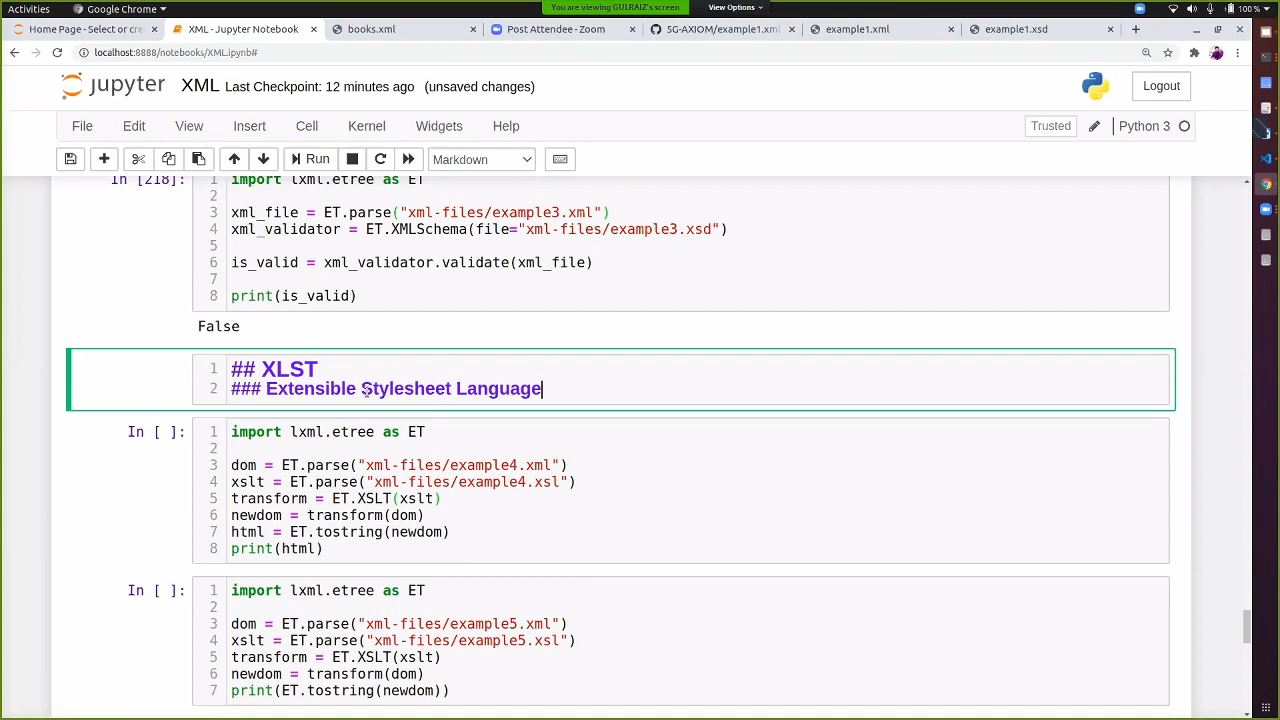 Activities Google Chrome ▾ You are viewing GULRAIZ's screen View Options 100 %
Home Page - Select or cre XML - Jupyter Notebook books.xml Post Attendee - Zoom 5G-AXIOM/example1.xml example1.xml example1.xsd
localhost:8888/notebooks/XML.ipynb#
jupyter XML Last Checkpoint: 12 minutes ago (unsaved changes) Logout
File Edit View Insert Cell Kernel Widgets Help Trusted Python 3
Run Markdown
In [218]: 1 import lxml.etree as ET
2
3 xml_file = ET.parse("xml-files/example3.xml")
4 xml_validator = ET.XMLSchema(file="xml-files/example3.xsd")
5
6 is_valid = xml_validator.validate(xml_file)
7
8 print(is_valid)
False
1 ## XLST
2 ### Extensible Stylesheet Language
In [ ]: 1 import lxml.etree as ET
2
3 dom = ET.parse("xml-files/example4.xml")
4 xslt = ET.parse("xml-files/example4.xsl")
5 transform = ET.XSLT(xslt)
6 newdom = transform(dom)
7 html = ET.tostring(newdom)
8 print(html)
In [ ]: 1 import lxml.etree as ET
2
3 dom = ET.parse("xml-files/example5.xml")
4 xslt = ET.parse("xml-files/example5.xsl")
5 transform = ET.XSLT(xslt)
6 newdom = transform(dom)
7 print(ET.tostring(newdom))